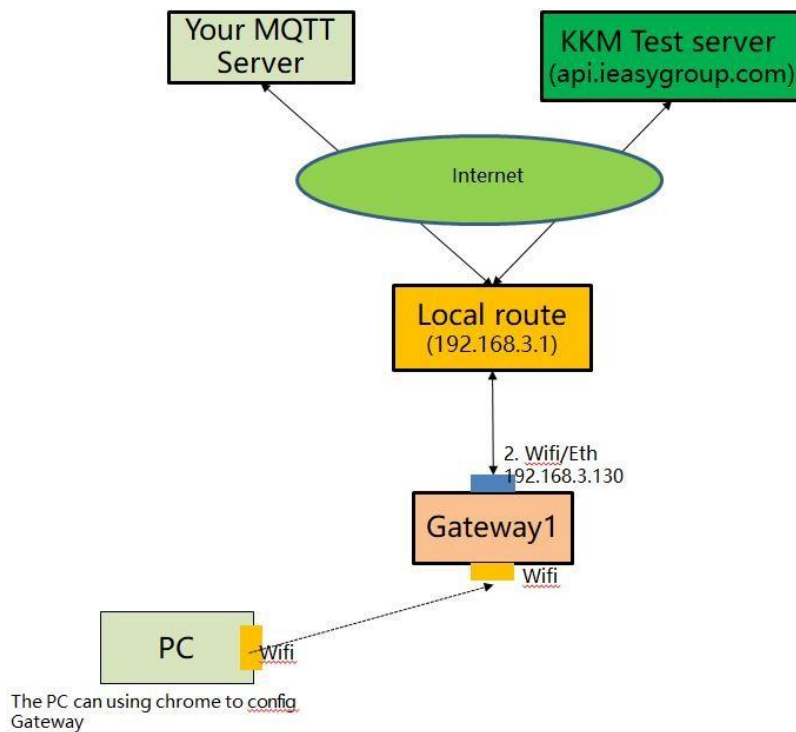 Your MQTT
Server
KKM Test server
(api.ieasygroup.com)
Internet
Local route
(192.168.3.1)
2. Wifi/Eth
192.168.3.130
Gateway1
Wifi
PC
Wifi
The PC can using chrome to config
Gateway